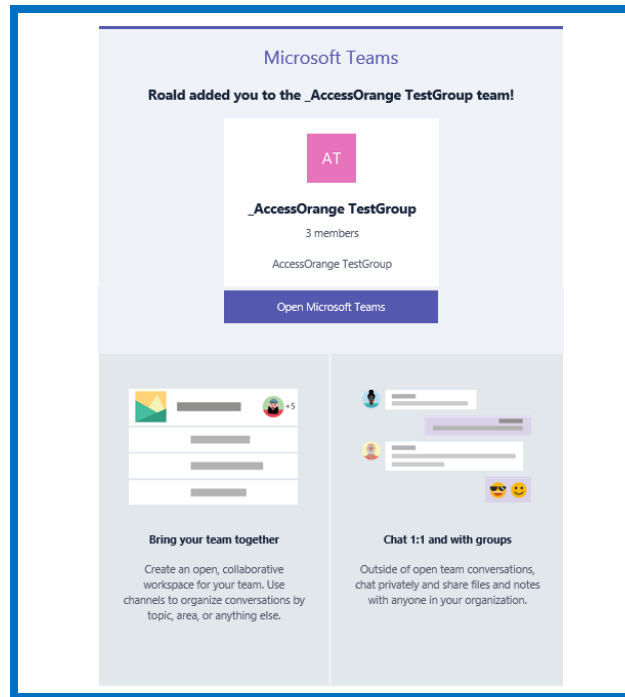 Microsoft Teams
Roald added you to the _AccessOrange TestGroup team!
AT
_AccessOrange TestGroup
3 members
AccessOrange TestGroup
Open Microsoft Teams
+5
Bring your team together
Create an open, collaborative
workspace for your team. Use
channels to organize conversations by
topic, area, or anything else.
Chat 1:1 and with groups
Outside of open team conversations,
chat privately and share files and notes
with anyone in your organization.